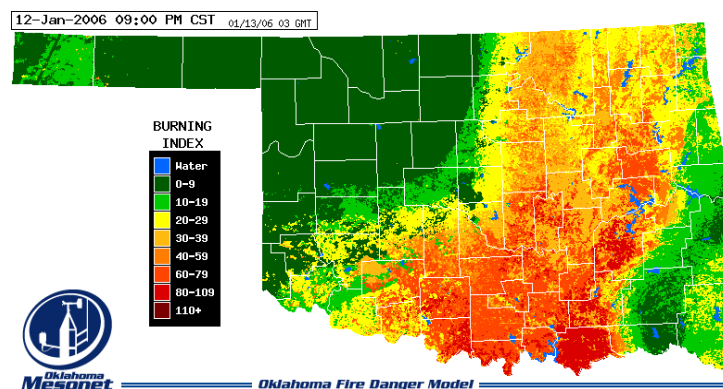 12-Jan-2006 09:00 PM CST 01/13/06 03 GMT
BURNING
INDEX
Water
0-9
10-19
20-29
30-39
40-59
60-79
80-109
110+
Oklahoma
Mesonet
Oklahoma Fire Danger Model